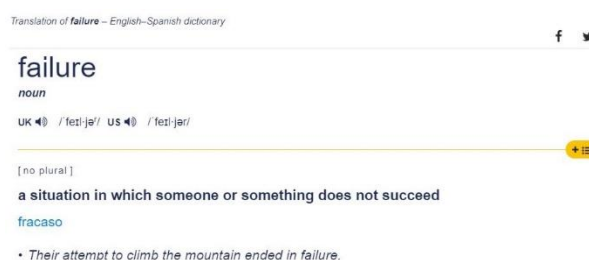 Translation of failure – English–Spanish dictionary
failure
noun
UK /ˈfeɪl·jəʳ/ US /ˈfeɪl·jər/
[ no plural ]
a situation in which someone or something does not succeed
fracaso
• Their attempt to climb the mountain ended in failure.